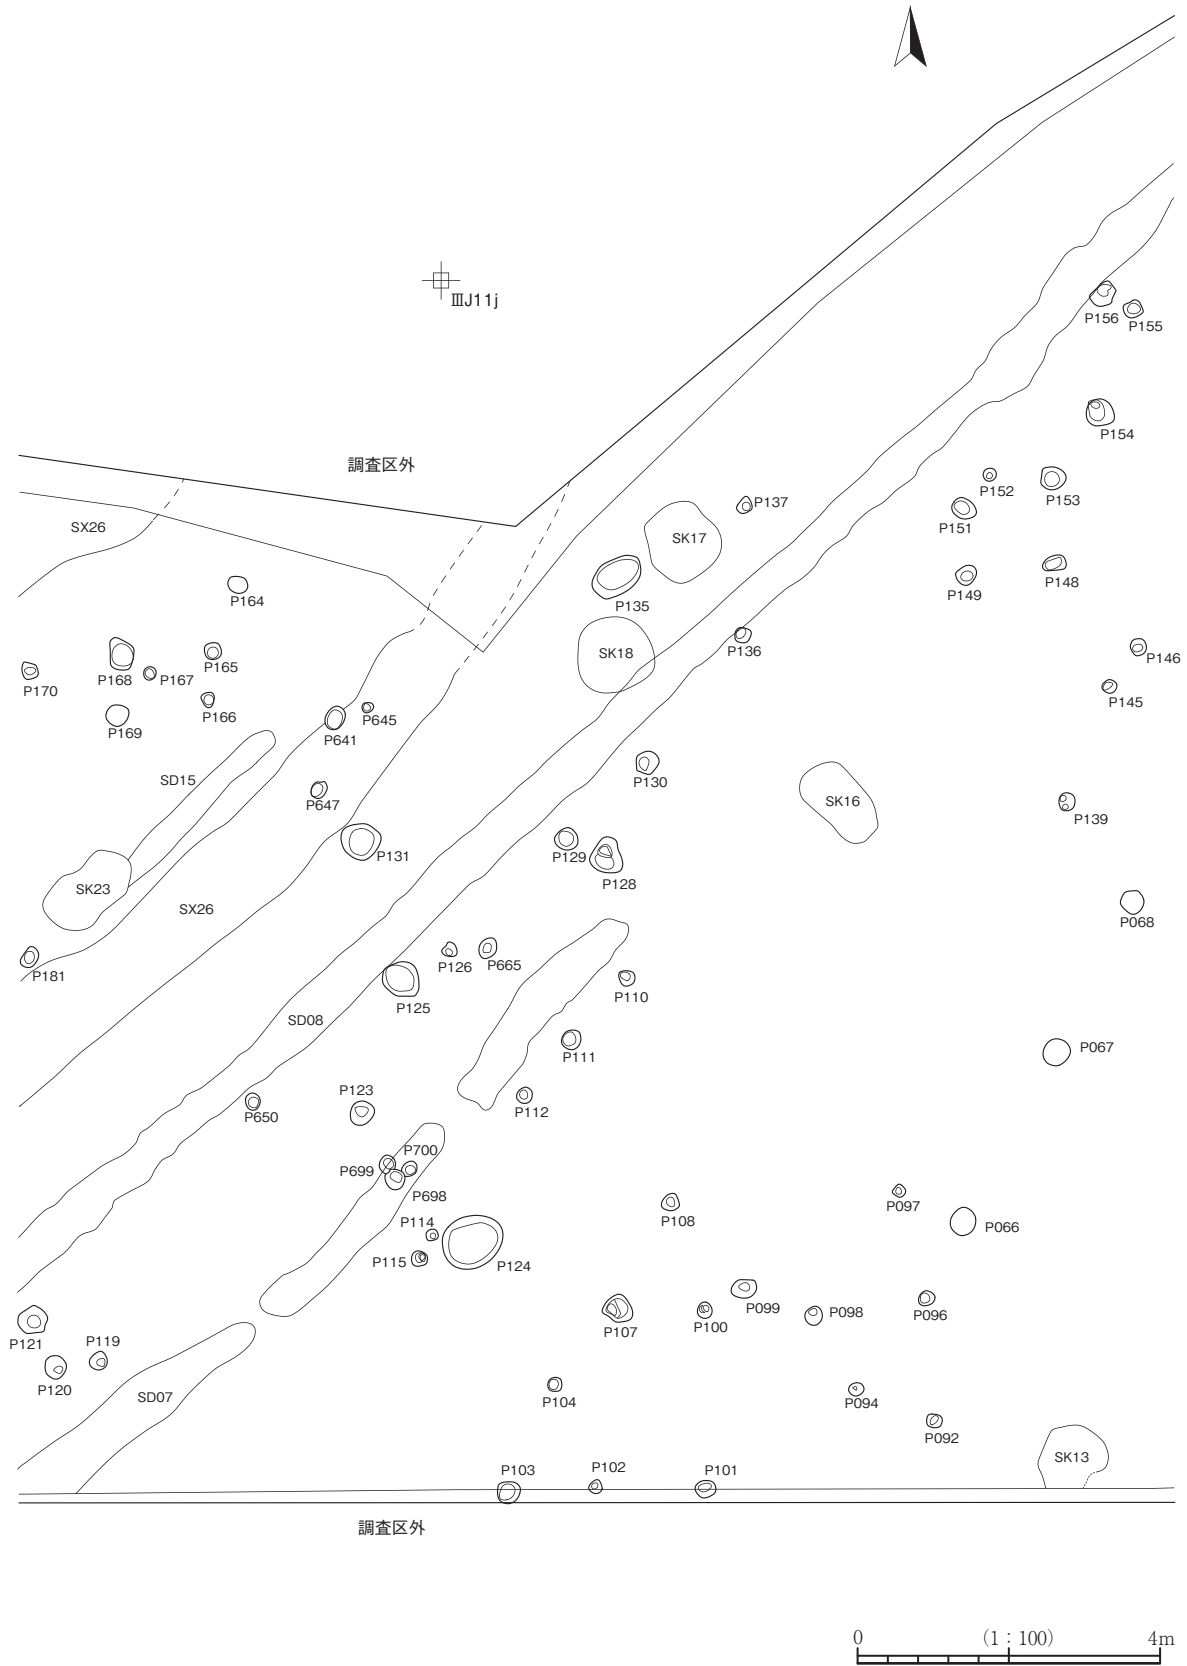 ⅢJ11j
P156
P155
P154
調査区外
SX26
P137
P152
P153
SK17
P151
P164
P135
P149
P148
P165
P136
SK18
P146
P170
P168
P167
P166
P645
P145
P169
P641
SD15
P130
P647
SK16
P139
P131
P129
P128
SK23
SX26
P068
P126
P665
P181
P125
P110
SD08
P067
P111
P123
P650
P112
P700
P699
P698
P097
P114
P108
P066
P115
P124
P121
P119
P107
P100
P099
P098
P096
P120
SD07
P104
P094
P092
SK13
P103
P102
P101
調査区外
0
(1：100)
4m